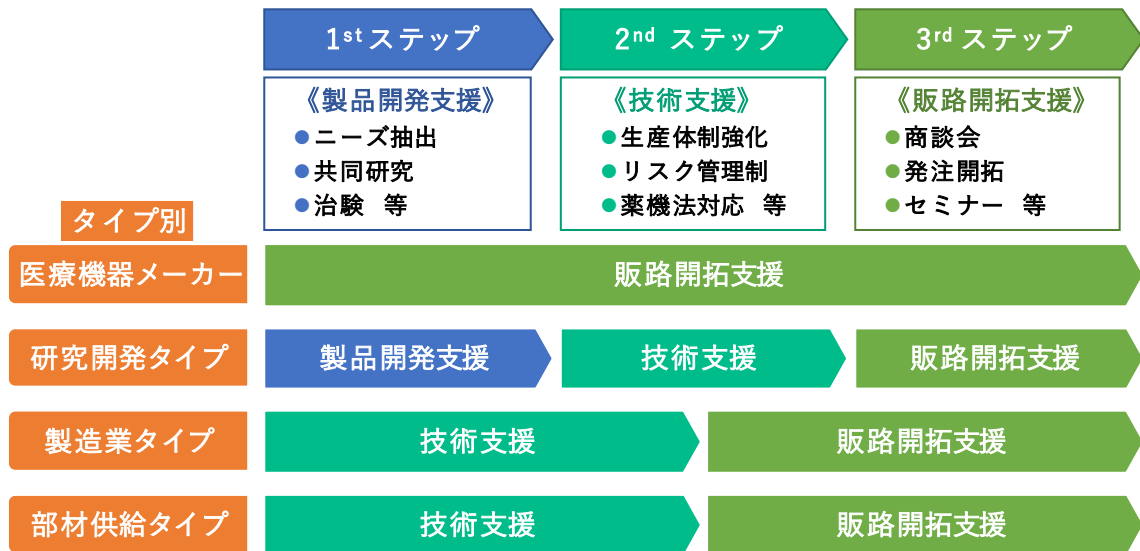 1st ステップ
2nd ステップ
3rd ステップ
《製品開発支援》
●ニーズ抽出
●共同研究
●治験 等
《技術支援》
●生産体制強化
●リスク管理制
●薬機法対応 等
《販路開拓支援》
●商談会
●発注開拓
●セミナー 等
タイプ別
医療機器メーカー
販路開拓支援
研究開発タイプ
製品開発支援
技術支援
販路開拓支援
製造業タイプ
技術支援
販路開拓支援
部材供給タイプ
技術支援
販路開拓支援